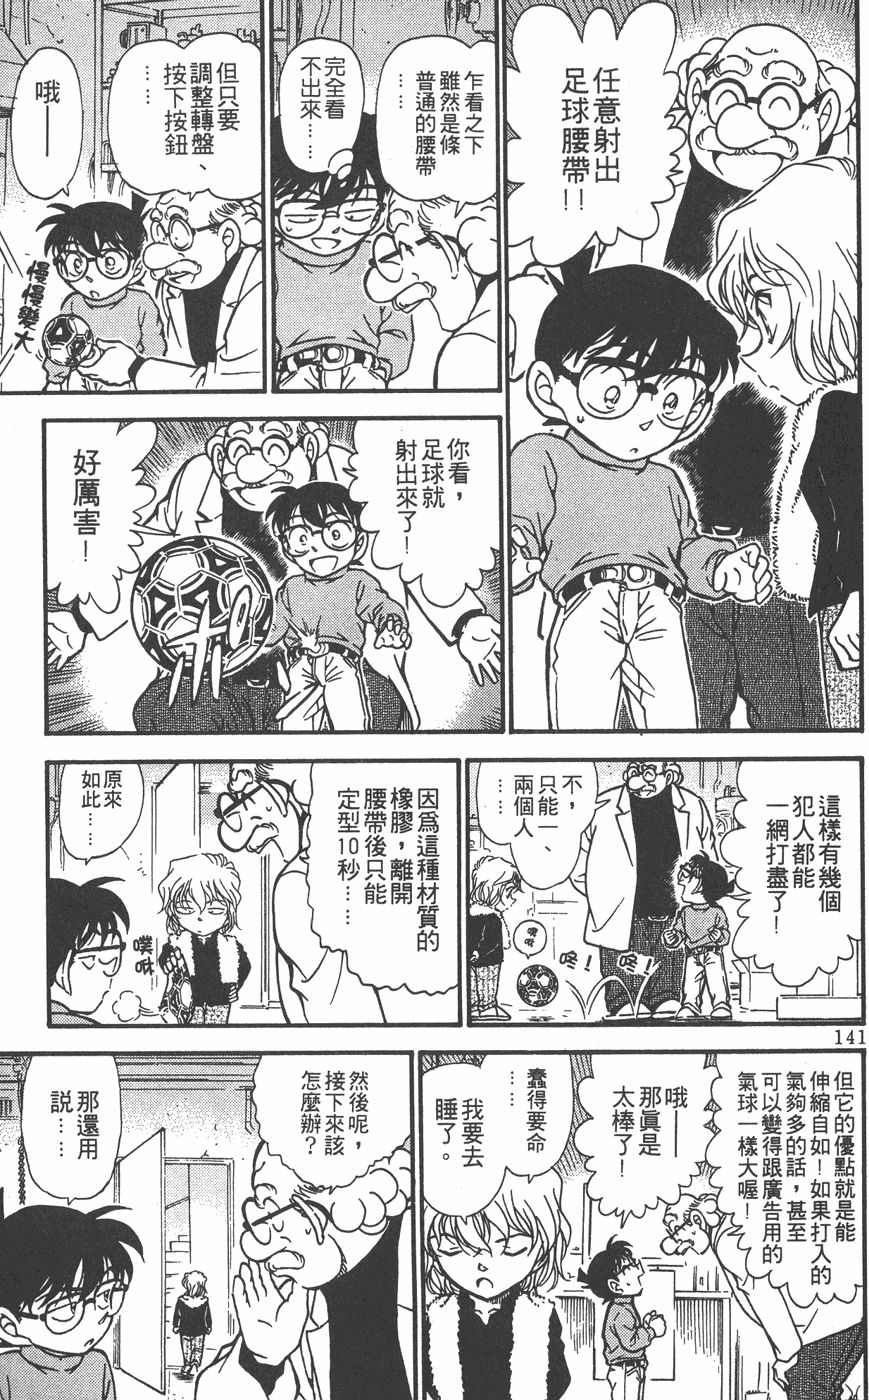 任意射出
足球腰帶!!
乍看之下
雖然是條
普通的腰帶
……
完全看
不出來……
但只要
調整轉盤、
按下按鈕
……
哦——
慢慢變大
你看，
足球就
射出來了！
好厲害！
這樣有幾個
犯人都能
一網打盡了！
不，
只能一、
兩個人
……
咚！
咚！
噗啾
因為這種材質的
橡膠，離開
腰帶後只能
定型10秒……
原來
如此……
噗啾
141
但它的優點就是能
伸縮自如！如果打入的
氣夠多的話，甚至
可以變得跟廣告用的
氣球一樣大喔！
哦——
那真是
太棒了！
蠢得要命
……
我要去
睡了。
然後呢，
接下來該
怎麼辦？
那還用
說……